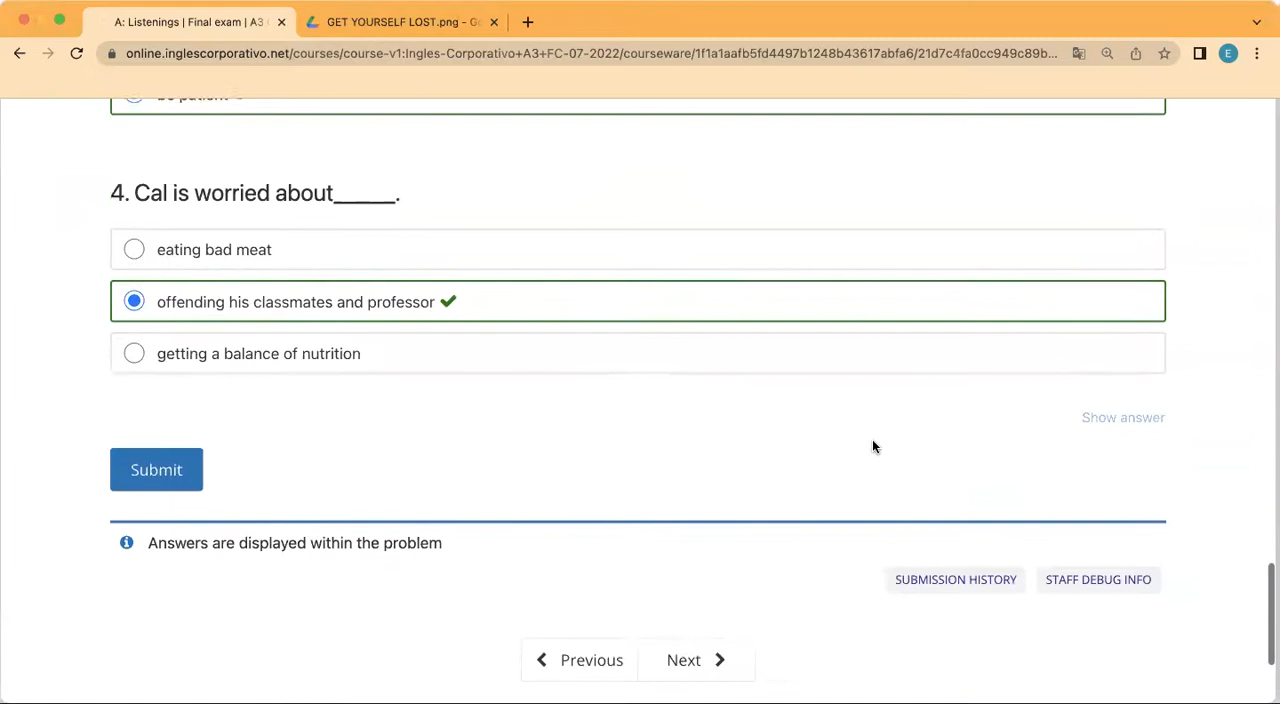 A: Listenings | Final exam | A3
GET YOURSELF LOST.png - G
online.inglescorporativo.net/courses/course-v1:Ingles-Corporativo+A3+FC-07-2022/courseware/1f1a1aafb5fd4497b1248b43617abfa6/21d7c4fa0cc949c89b...
E
4. Cal is worried about_____.
eating bad meat
offending his classmates and professor
getting a balance of nutrition
Show answer
Submit
Answers are displayed within the problem
SUBMISSION HISTORY
STAFF DEBUG INFO
Previous
Next